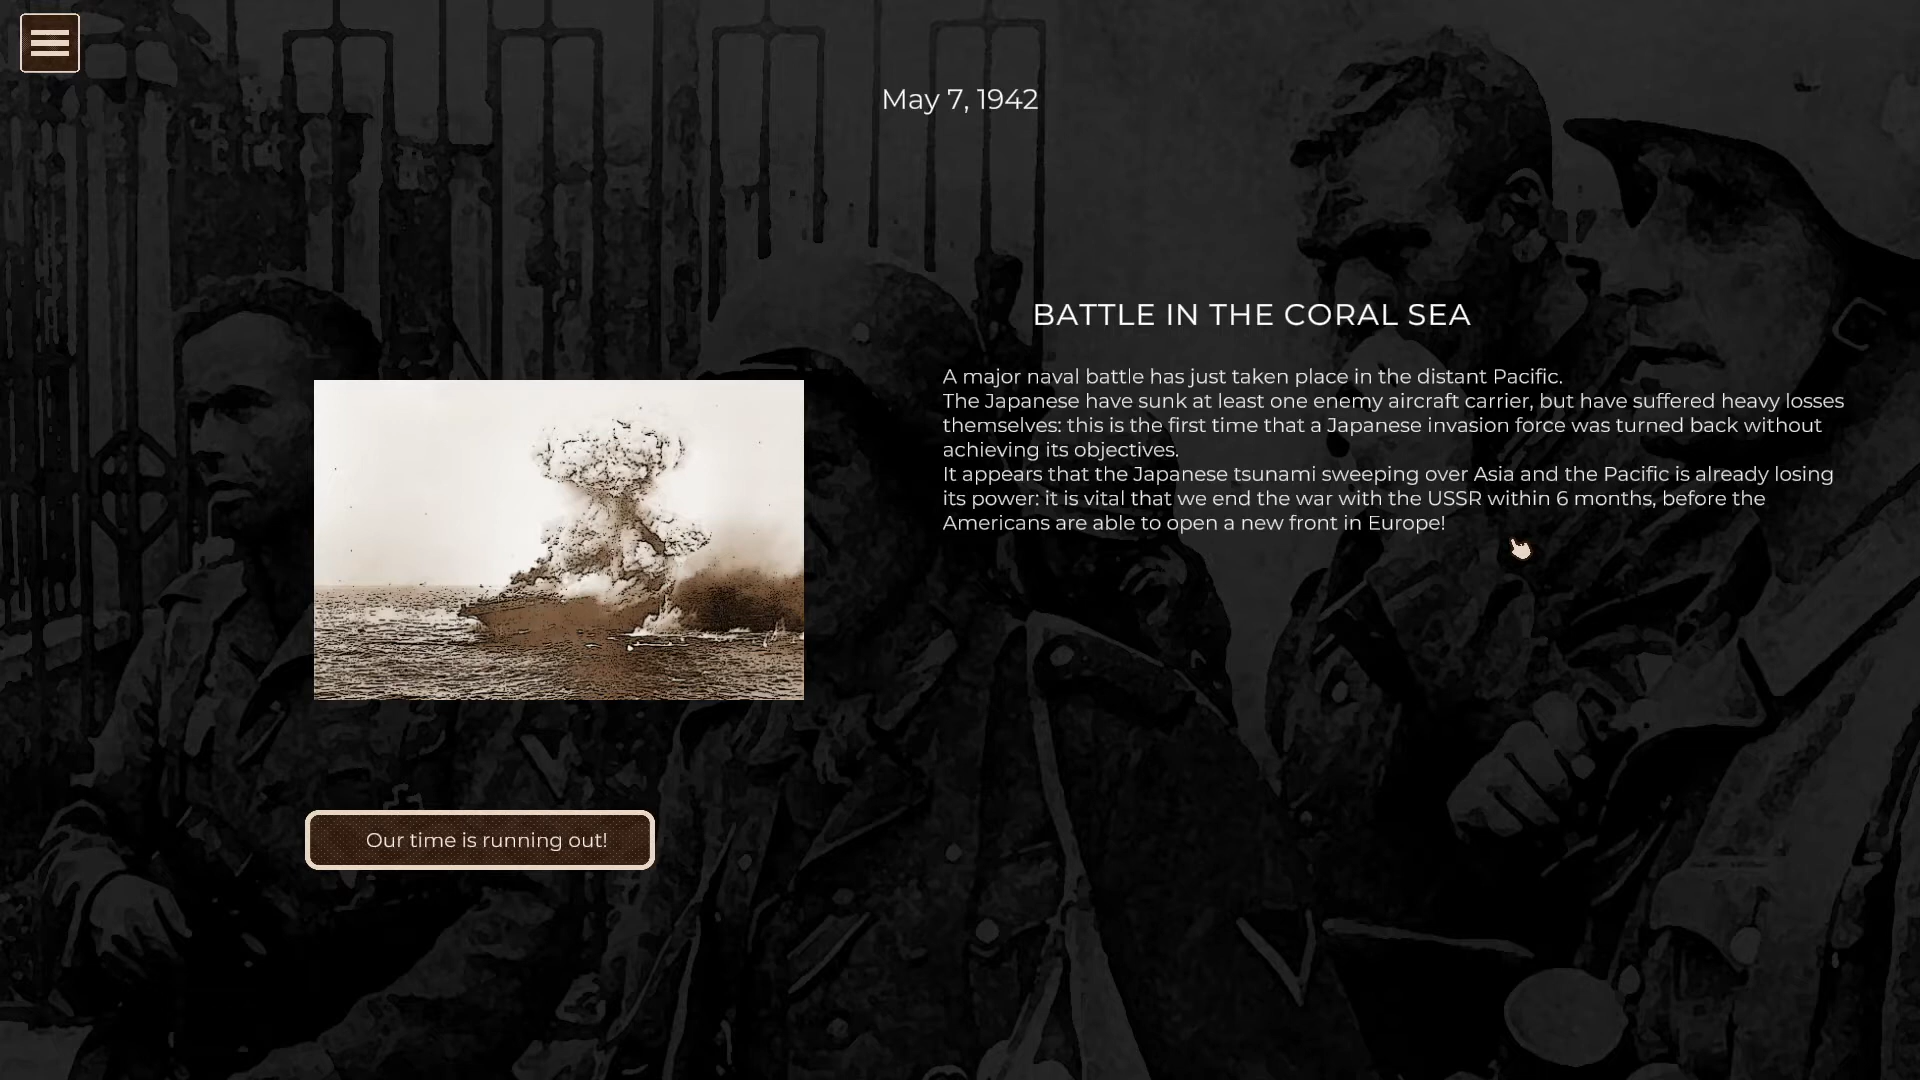 May 7, 1942
BATTLE IN THE CORAL SEA
A major naval battle has just taken place in the distant Pacific.
The Japanese have sunk at least one enemy aircraft carrier, but have suffered heavy losses
themselves: this is the first time that a Japanese invasion force was turned back without
achieving its objectives.
It appears that the Japanese tsunami sweeping over Asia and the Pacific is already losing
its power: it is vital that we end the war with the USSR within 6 months, before the
Americans are able to open a new front in Europe!
Our time is running out!